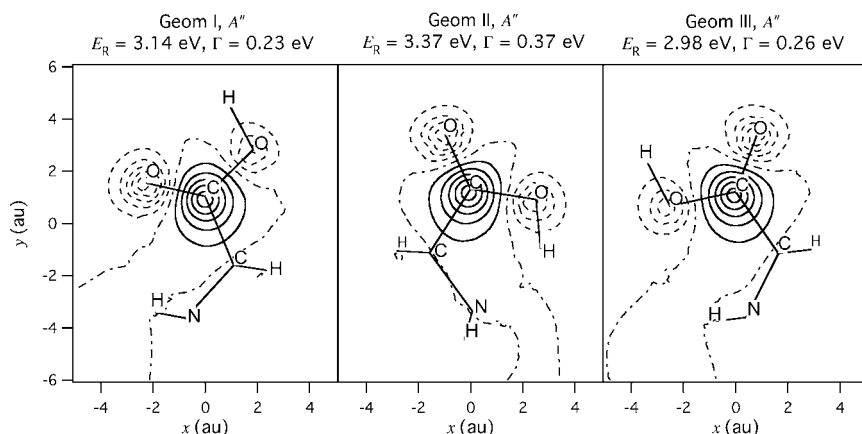 Geom I, A″
E_R = 3.14 eV, Γ = 0.23 eV
Geom II, A″
E_R = 3.37 eV, Γ = 0.37 eV
Geom III, A″
E_R = 2.98 eV, Γ = 0.26 eV
y (au)
6
4
2
0
-2
-4
-6
H
O
O
C
C
H
H
N
O
C
O
H
H
C
N
H
O
H
C
O
C
H
H
N
-4 -2 0 2 4
-4 -2 0 2 4
-4 -2 0 2 4
x (au)
x (au)
x (au)